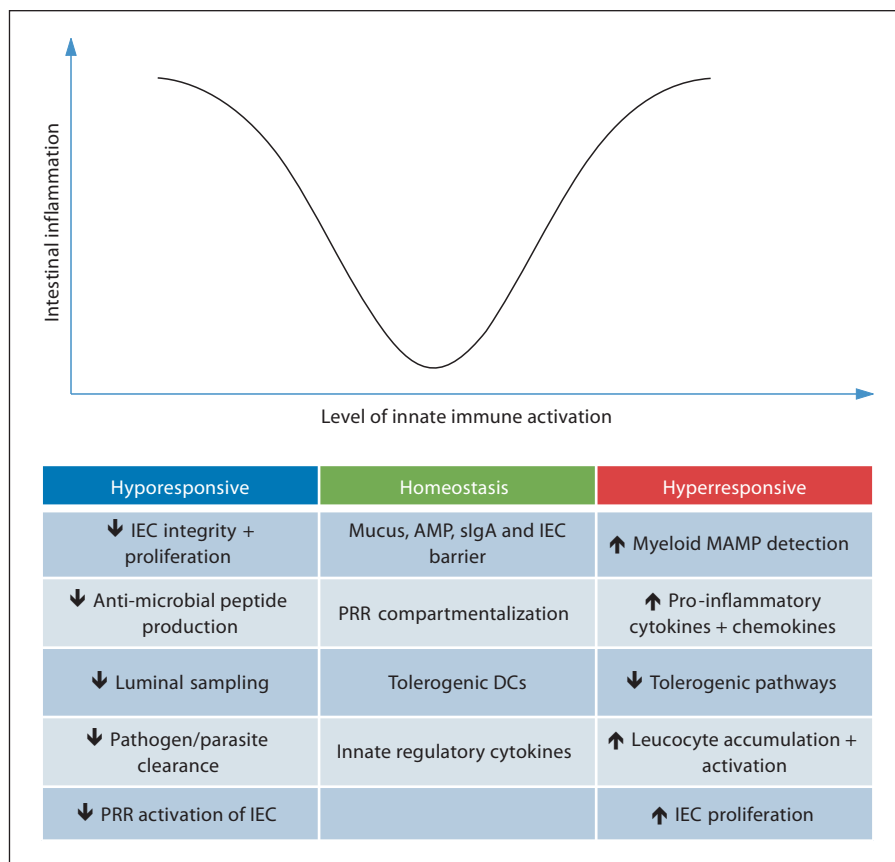 Intestinal inflammation
Level of innate immune activation
Hyporesponsive
Homeostasis
Hyperresponsive
↓ IEC integrity +
proliferation
Mucus, AMP, sIgA and IEC
barrier
↑ Myeloid MAMP detection
↓ Anti-microbial peptide
production
PRR compartmentalization
↑ Pro-inflammatory
cytokines + chemokines
↓ Luminal sampling
Tolerogenic DCs
↓ Tolerogenic pathways
↓ Pathogen/parasite
clearance
Innate regulatory cytokines
↑ Leucocyte accumulation +
activation
↓ PRR activation of IEC
↑ IEC proliferation